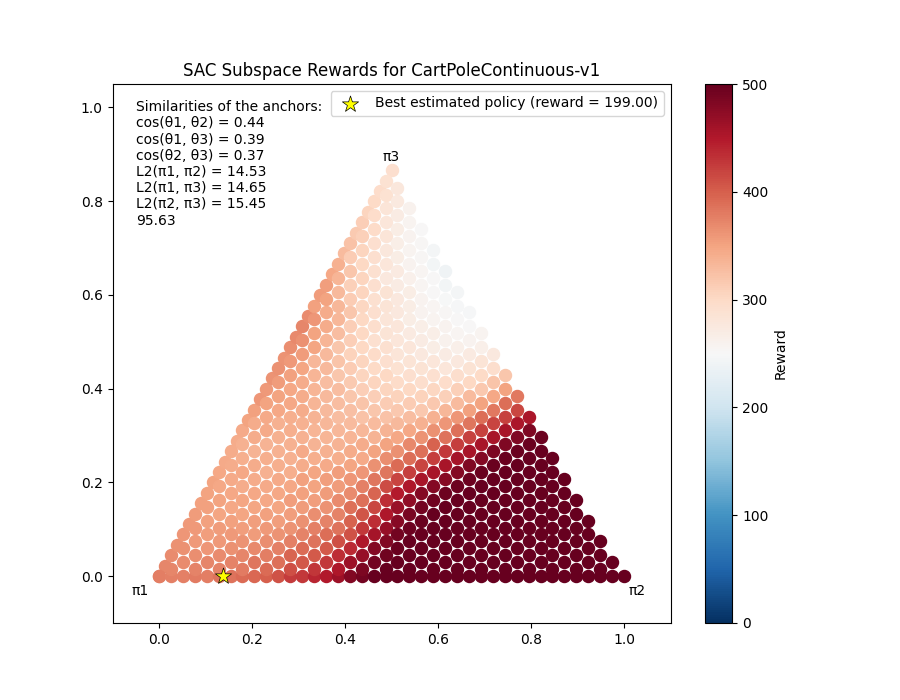 SAC Subspace Rewards for CartPoleContinuous-v1
Similarities of the anchors:
cos(θ1, θ2) = 0.44
cos(θ1, θ3) = 0.39
cos(θ2, θ3) = 0.37
L2(π1, π2) = 14.53
L2(π1, π3) = 14.65
L2(π2, π3) = 15.45
95.63
Best estimated policy (reward = 199.00)
π3
π1
π2
1.0
0.8
0.6
0.4
0.2
0.0
0.0 0.2 0.4 0.6 0.8 1.0
500
400
300
200
100
0
Reward